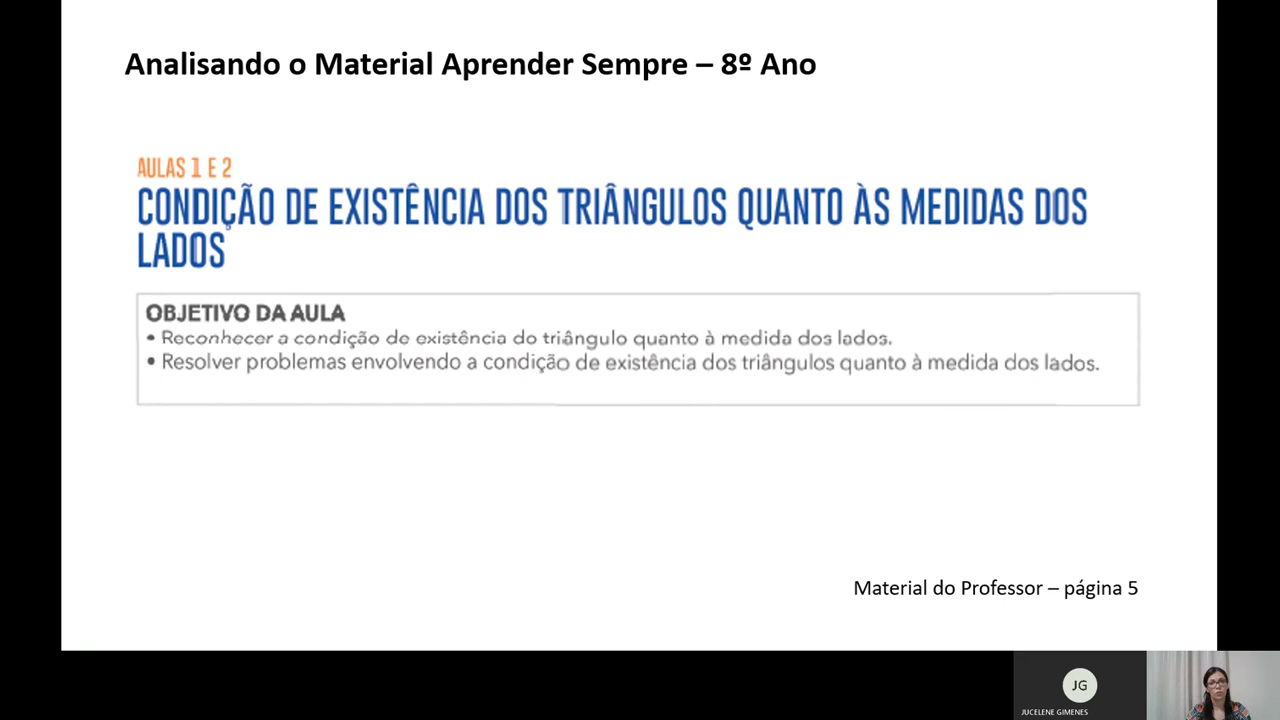 Analisando o Material Aprender Sempre – 8º Ano
AULAS 1 E 2
CONDIÇÃO DE EXISTÊNCIA DOS TRIÂNGULOS QUANTO ÀS MEDIDAS DOS
LADOS
OBJETIVO DA AULA
• Reconhecer a condição de existência do triângulo quanto à medida dos lados.
• Resolver problemas envolvendo a condição de existência dos triângulos quanto à medida dos lados.
Material do Professor – página 5
JG
JUCELENE GIMENES